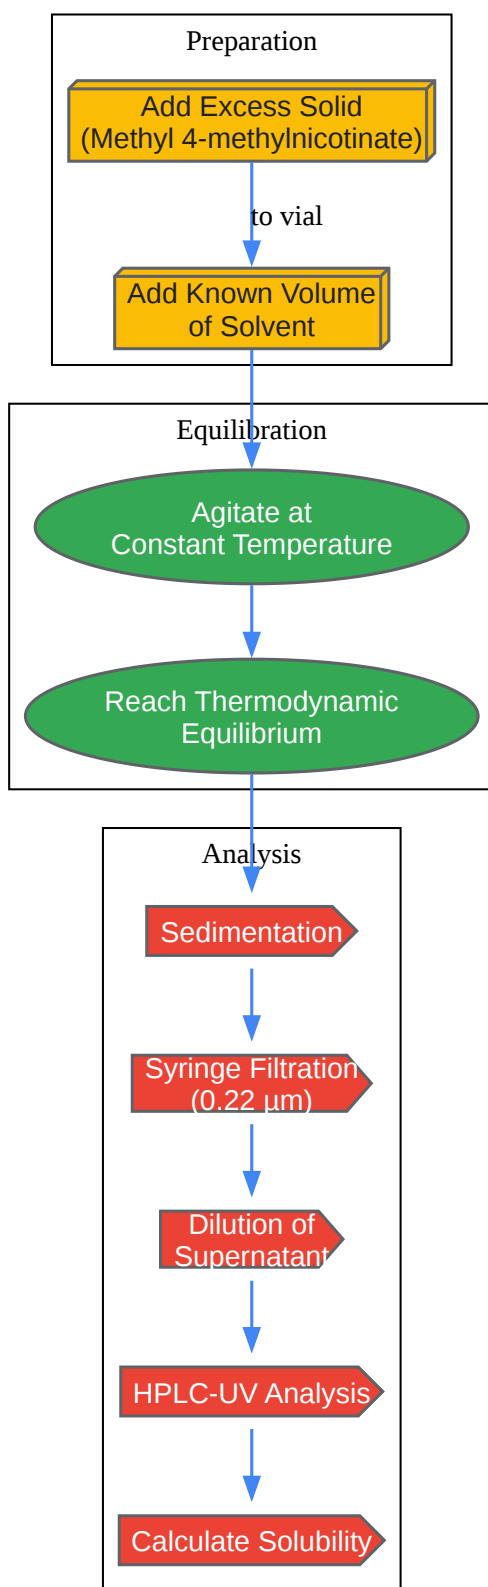 Preparation
Add Excess Solid
(Methyl 4-methylnicotinate)
to vial
Add Known Volume
of Solvent
Equilibration
Agitate at
Constant Temperature
Reach Thermodynamic
Equilibrium
Analysis
Sedimentation
Syringe Filtration
(0.22 µm)
Dilution of
Supernatant
HPLC-UV Analysis
Calculate Solubility